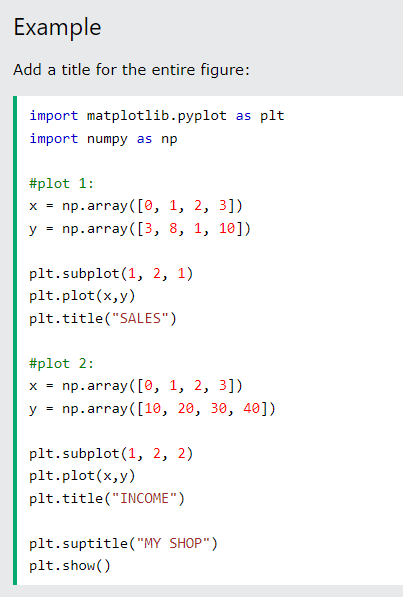 Example
Add a title for the entire figure:
import matplotlib.pyplot as plt
import numpy as np
#plot 1:
x = np.array([0, 1, 2, 3])
y = np.array([3, 8, 1, 10])
plt.subplot(1, 2, 1)
plt.plot(x,y)
plt.title("SALES")
#plot 2:
x = np.array([0, 1, 2, 3])
y = np.array([10, 20, 30, 40])
plt.subplot(1, 2, 2)
plt.plot(x,y)
plt.title("INCOME")
plt.suptitle("MY SHOP")
plt.show()